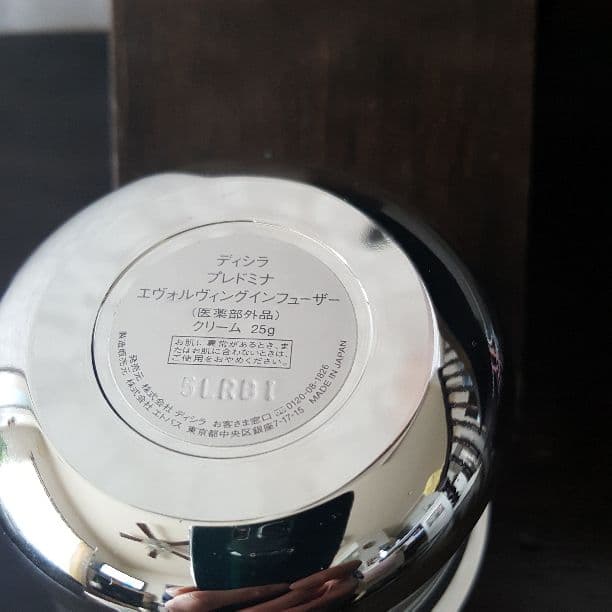 ディシラ
プレドミナ
エヴォルヴィングインフューザー
(医薬部外品)
クリーム 25g
お肌に異常があるとき、ま
たはお肌に合わないときは、
ご使用をおやめください。
5LRDI
発売元 株式会社 ディシラ お客さま窓口 0120-08-1826
製造販売元 株式会社エトバス 東京都中央区銀座7-17-15 MADE IN JAPAN